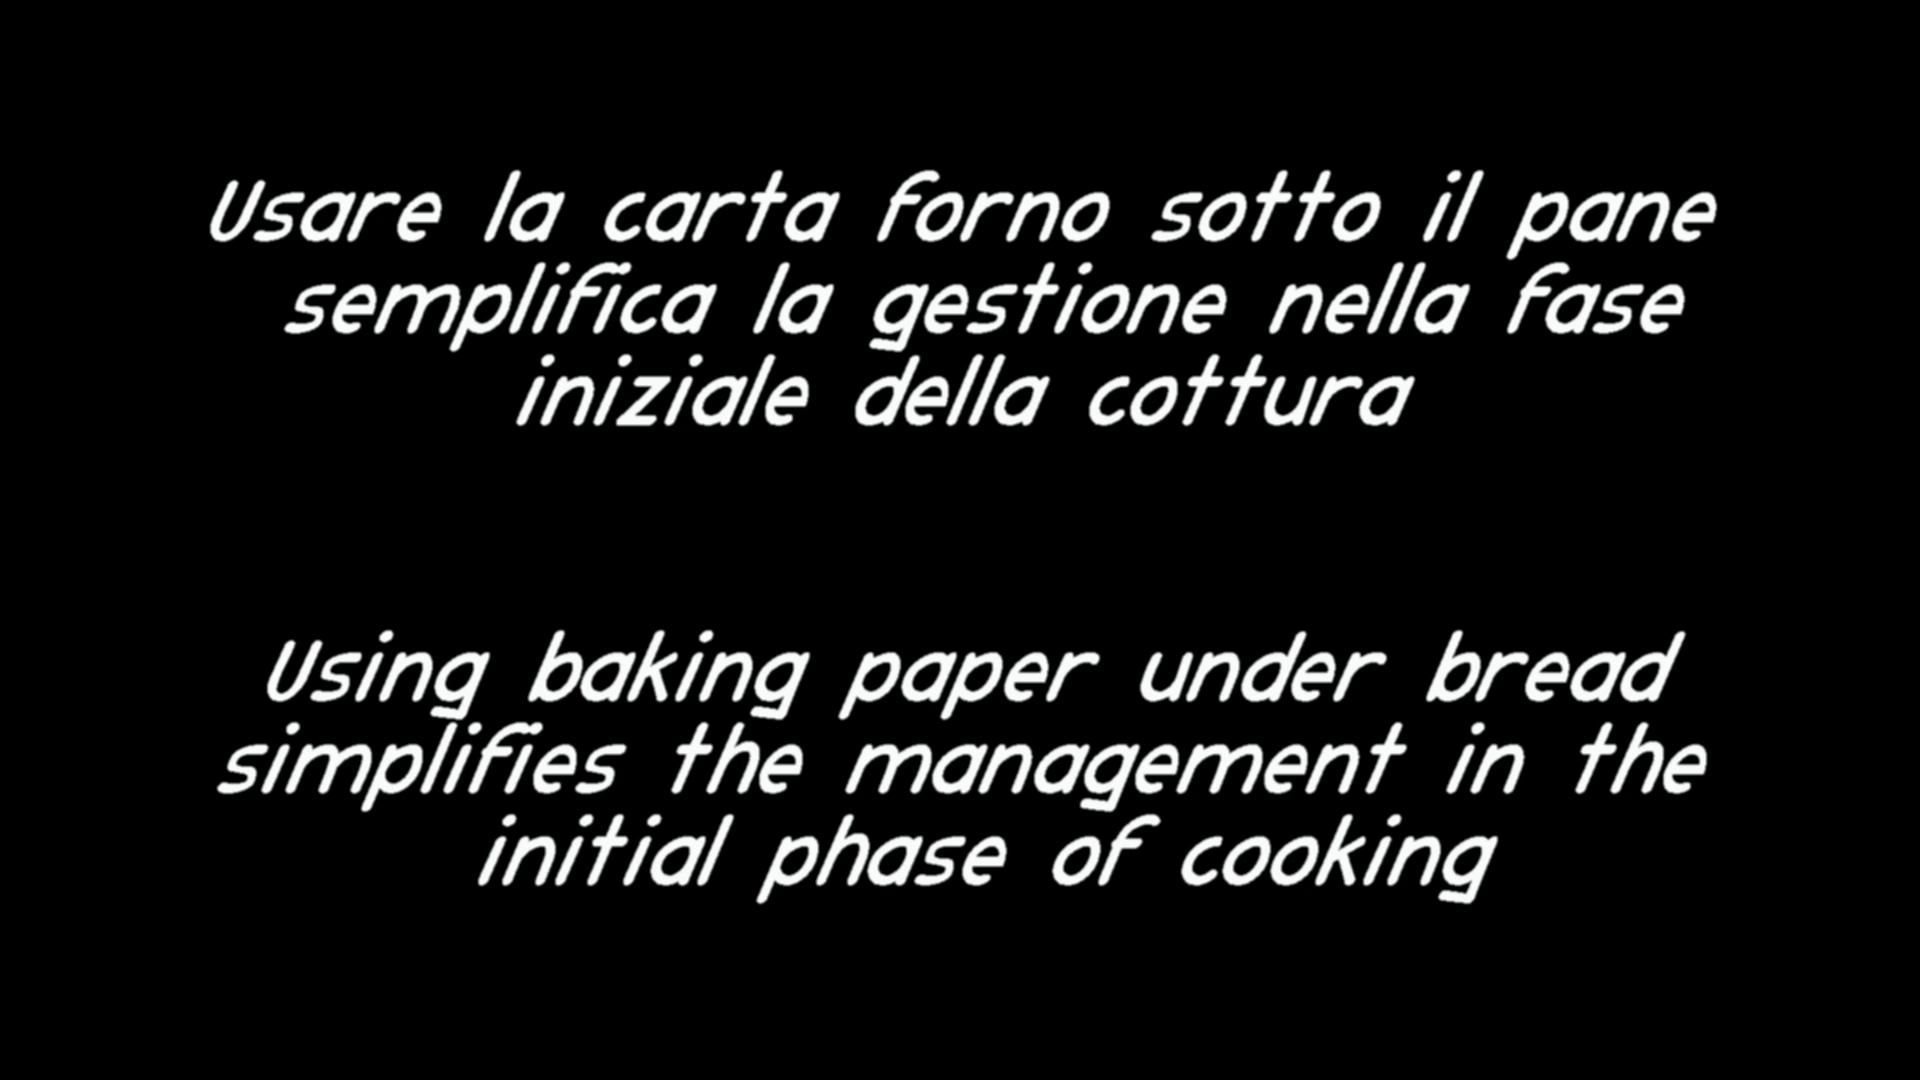 Usare la carta forno sotto il pane
semplifica la gestione nella fase
iniziale della cottura
Using baking paper under bread
simplifies the management in the
initial phase of cooking